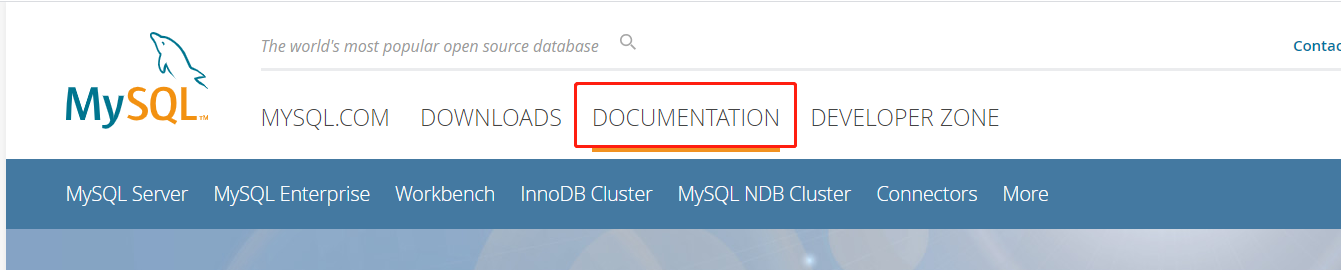 The world's most popular open source database
Contac
MySQL™
MYSQL.COM DOWNLOADS DOCUMENTATION DEVELOPER ZONE
MySQL Server MySQL Enterprise Workbench InnoDB Cluster MySQL NDB Cluster Connectors More